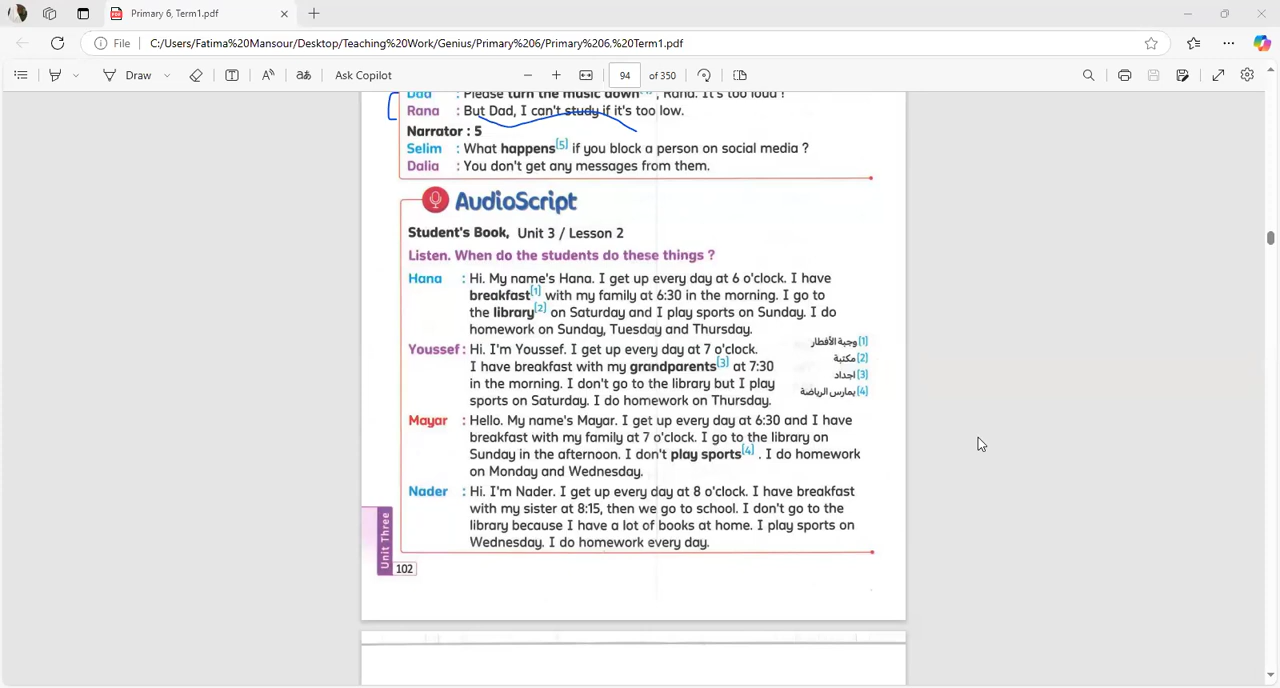 Primary 6, Term1.pdf
File C:/Users/Fatima%20Mansour/Desktop/Teaching%20Work/Genius/Primary%206/Primary%206.%20Term1.pdf
Draw
Ask Copilot
94 of 350
Dad : Please turn the music down , Rana. It's too loud !
Rana : But Dad, I can't study if it's too low.
Narrator : 5
Selim : What happens[5] if you block a person on social media ?
Dalia : You don't get any messages from them.
AudioScript
Student's Book, Unit 3 / Lesson 2
Listen. When do the students do these things ?
Hana : Hi. My name's Hana. I get up every day at 6 o'clock. I have
breakfast[1] with my family at 6:30 in the morning. I go to
the library[2] on Saturday and I play sports on Sunday. I do
homework on Sunday, Tuesday and Thursday.
Youssef : Hi. I'm Youssef. I get up every day at 7 o'clock.
I have breakfast with my grandparents[3] at 7:30
in the morning. I don't go to the library but I play
sports on Saturday. I do homework on Thursday.
[1] وجبة الأفطار
[2] مكتبة
[3] اجداد
[4] يمارس الرياضة
Mayar : Hello. My name's Mayar. I get up every day at 6:30 and I have
breakfast with my family at 7 o'clock. I go to the library on
Sunday in the afternoon. I don't play sports[4] . I do homework
on Monday and Wednesday.
Nader : Hi. I'm Nader. I get up every day at 8 o'clock. I have breakfast
with my sister at 8:15, then we go to school. I don't go to the
library because I have a lot of books at home. I play sports on
Wednesday. I do homework every day.
Unit Three
102